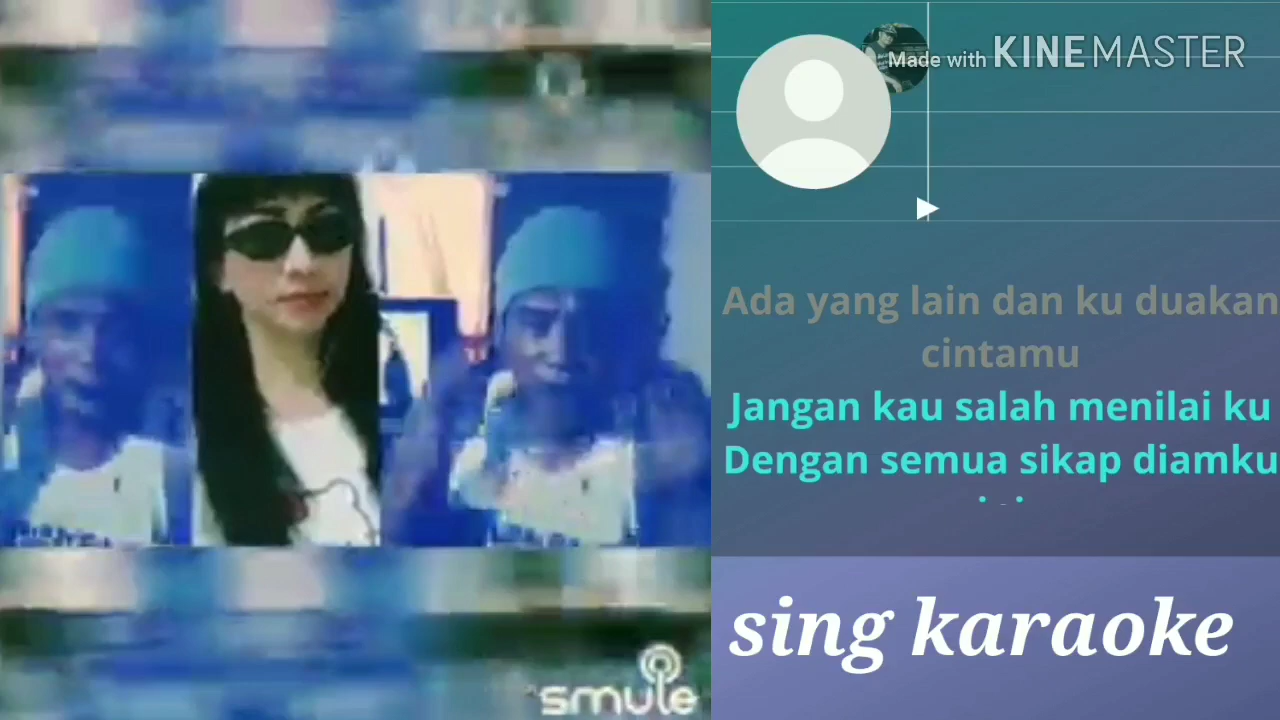 Made with KINEMASTER
Ada yang lain dan ku duakan
cintamu
Jangan kau salah menilai ku
Dengan semua sikap diamku
sing karaoke
smule